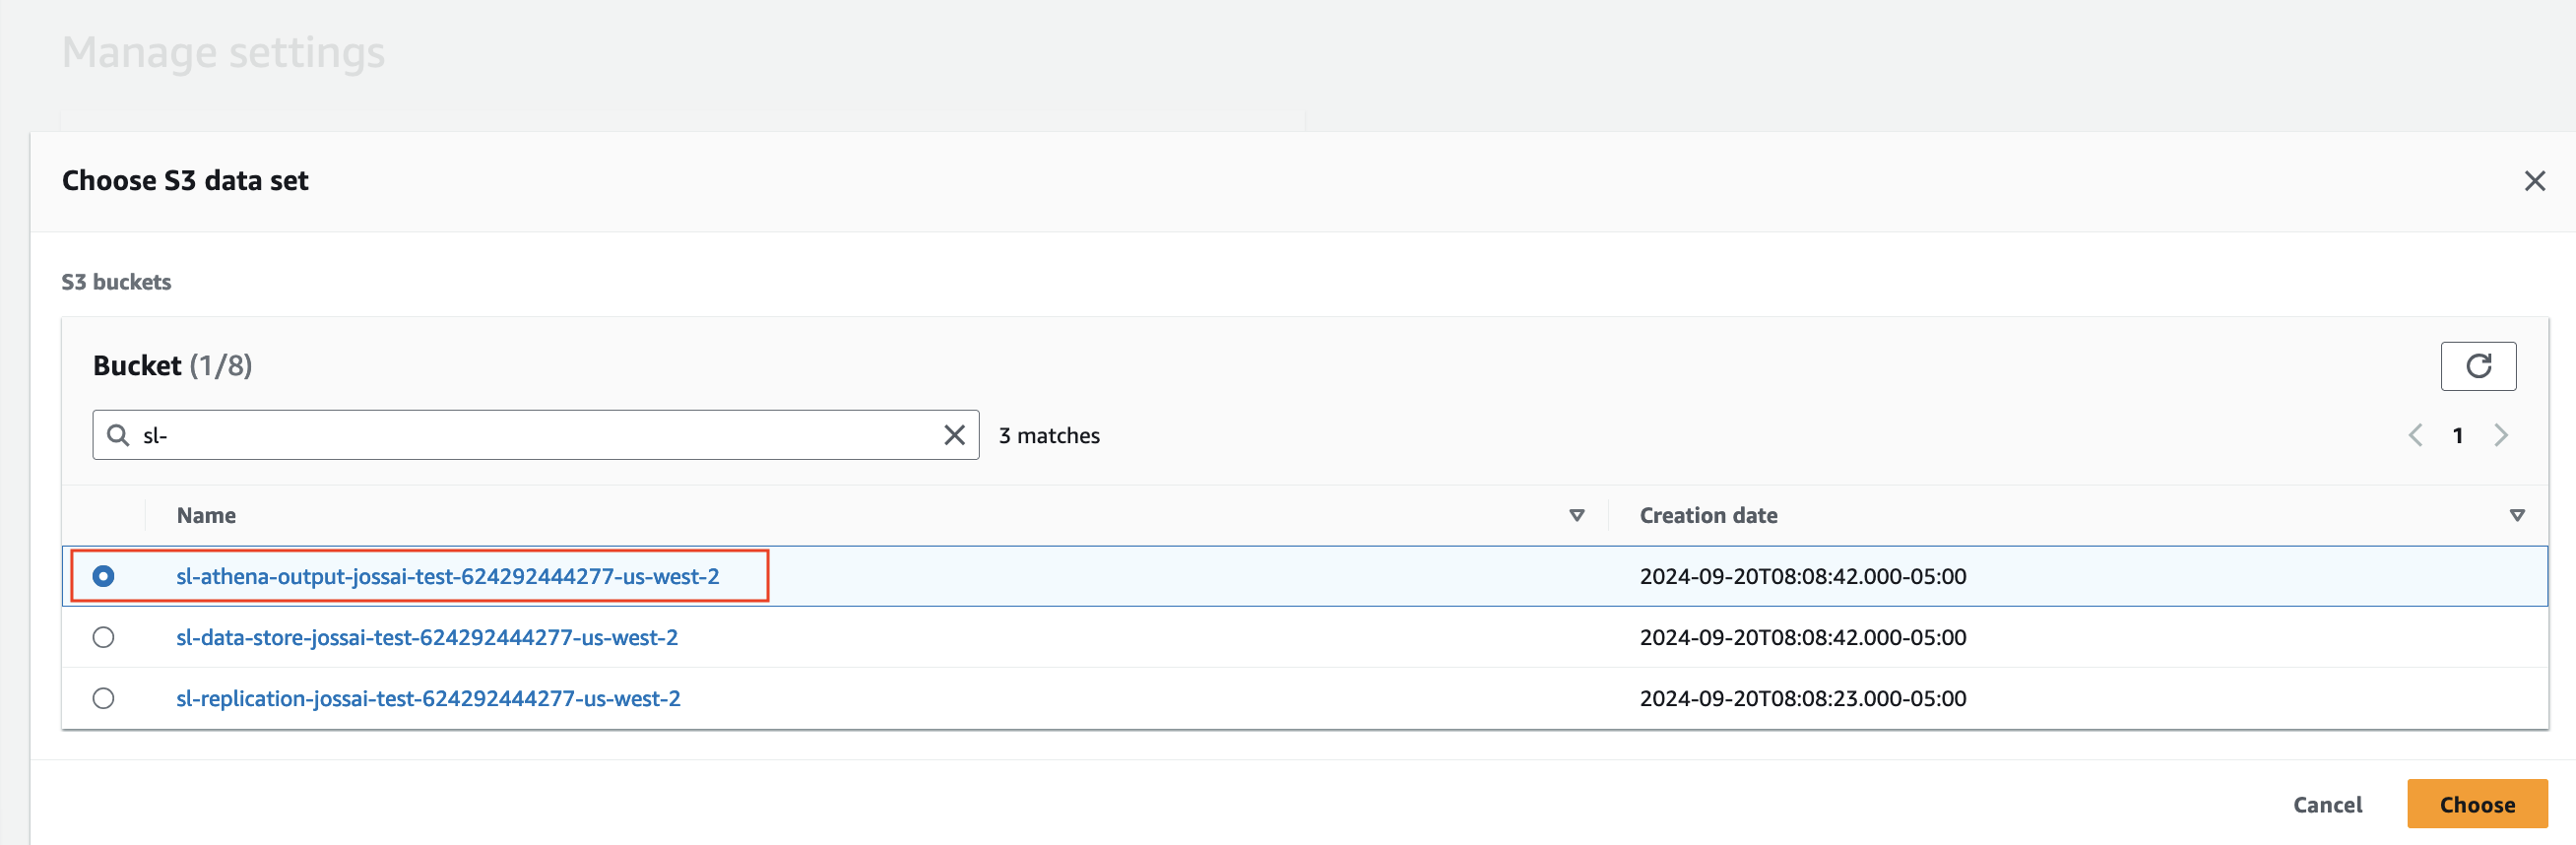 Manage settings
Choose S3 data set
S3 buckets
Bucket (1/8)
sl-
3 matches
1
Name
Creation date
sl-athena-output-jossai-test-624292444277-us-west-2
2024-09-20T08:08:42.000-05:00
sl-data-store-jossai-test-624292444277-us-west-2
2024-09-20T08:08:42.000-05:00
sl-replication-jossai-test-624292444277-us-west-2
2024-09-20T08:08:23.000-05:00
Cancel
Choose